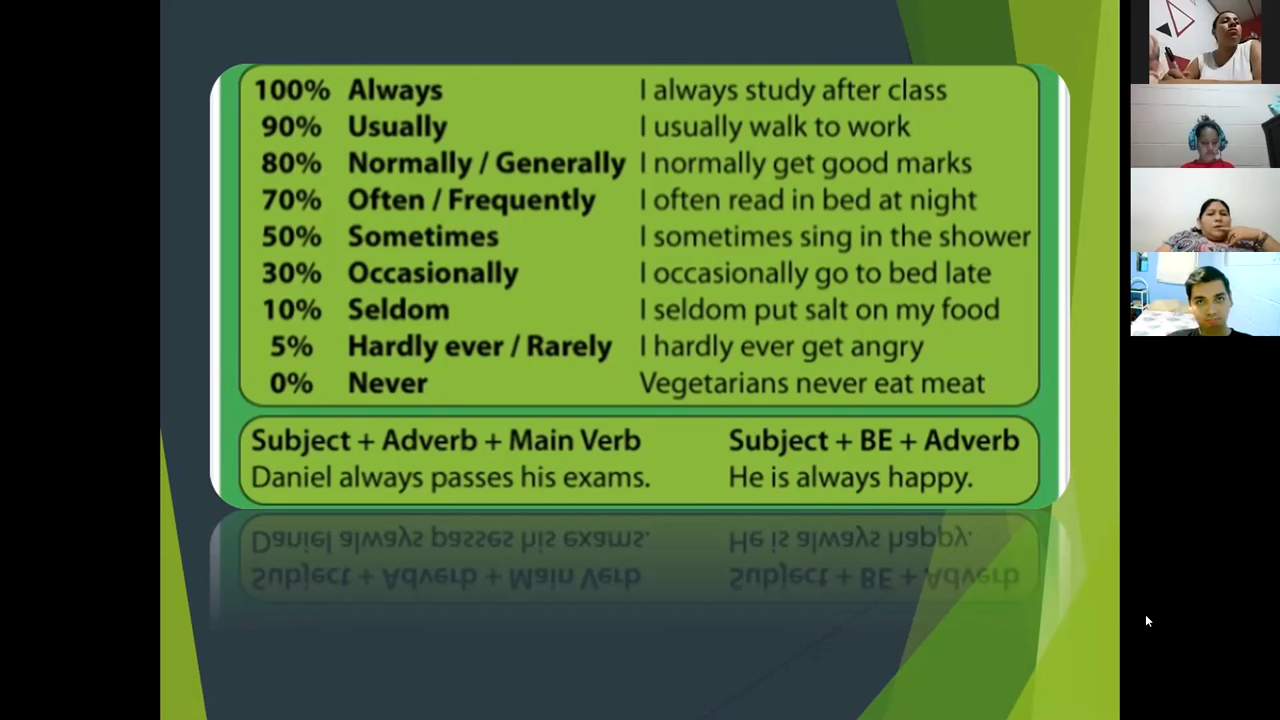 100% Always I always study after class
90% Usually I usually walk to work
80% Normally / Generally I normally get good marks
70% Often / Frequently I often read in bed at night
50% Sometimes I sometimes sing in the shower
30% Occasionally I occasionally go to bed late
10% Seldom I seldom put salt on my food
5% Hardly ever / Rarely I hardly ever get angry
0% Never Vegetarians never eat meat
Subject + Adverb + Main Verb Subject + BE + Adverb
Daniel always passes his exams. He is always happy.